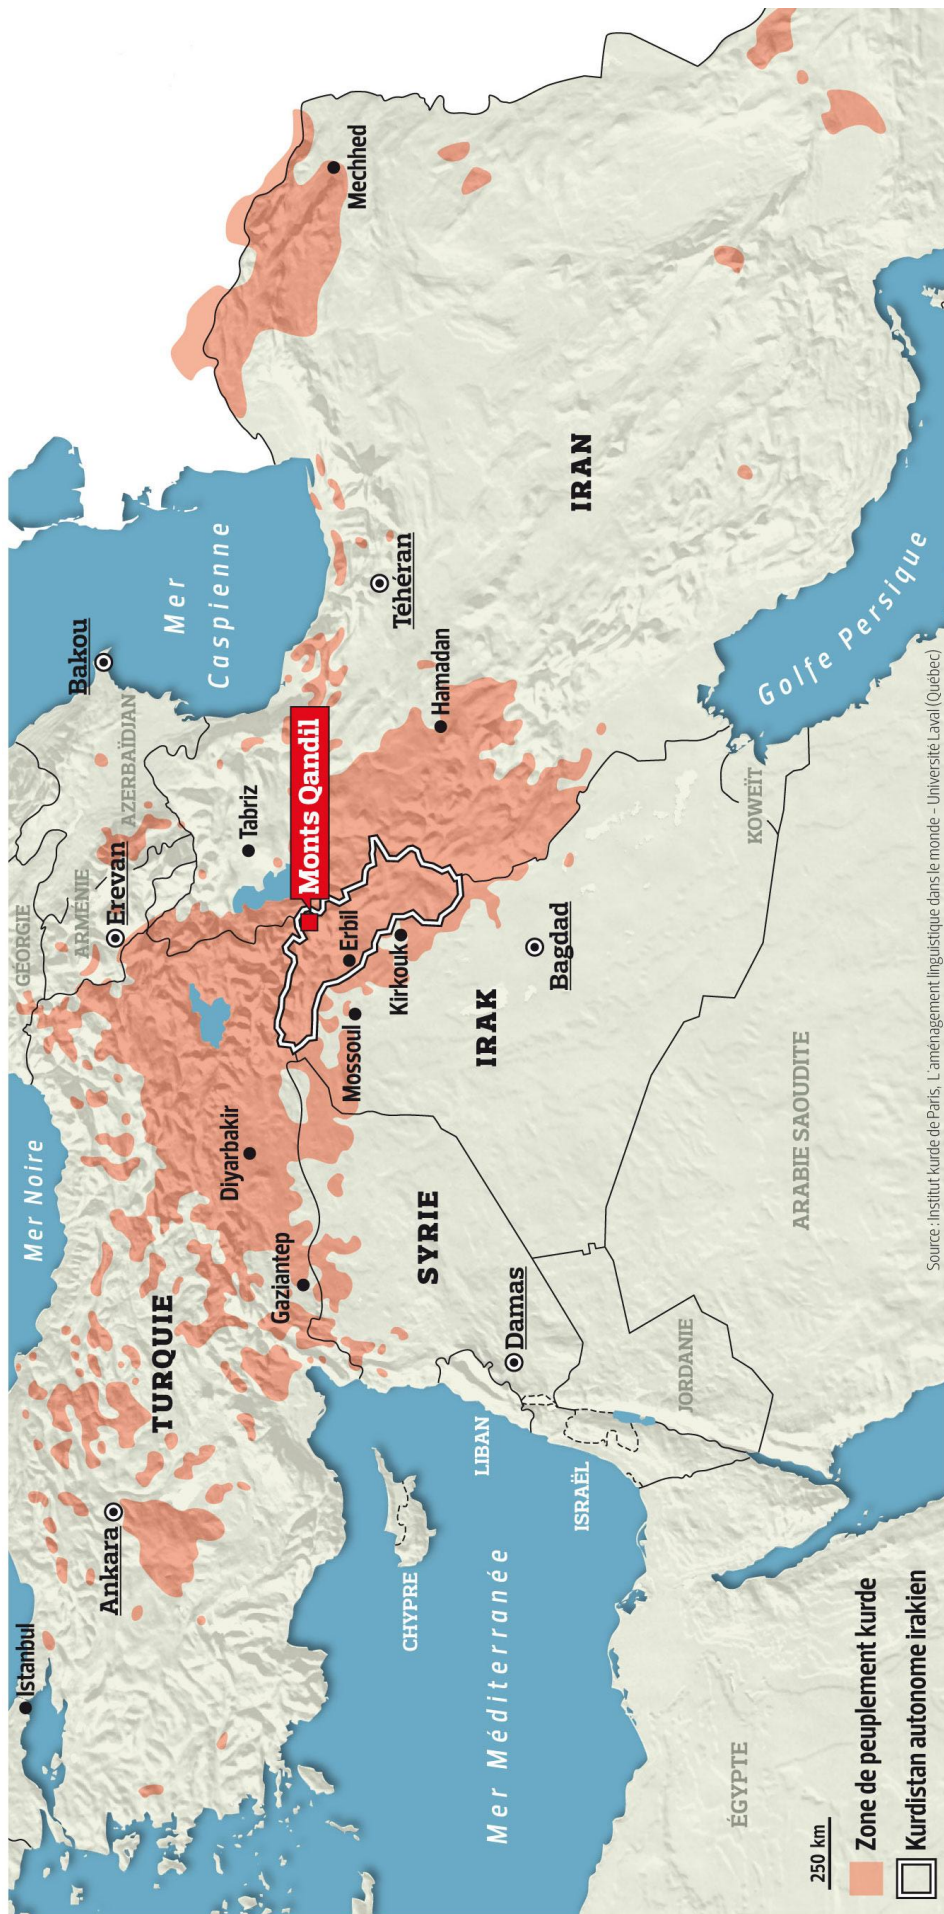 Istanbul
Mer Noire
GÉORGIE
ARMÉNIE
Erevan
AZERBAÏDJAN
Bakou
Mer
Caspienne
Ankara
TURQUIE
Diyarbakir
Gaziantep
Tabriz
Monts Qandil
Mossoul
Erbil
Kirkouk
Hamadan
Téhéran
Mechhed
CHYPRE
Mer Méditerranée
LIBAN
ISRAËL
Damas
SYRIE
IRAK
Bagdad
IRAN
JORDANIE
ARABIE SAOUDITE
KOWEÏT
Golfe Persique
ÉGYPTE
250 km
Zone de peuplement kurde
Kurdistan autonome irakien
Source : Institut kurde de Paris, L'aménagement linguistique dans le monde - Université Laval (Québec)